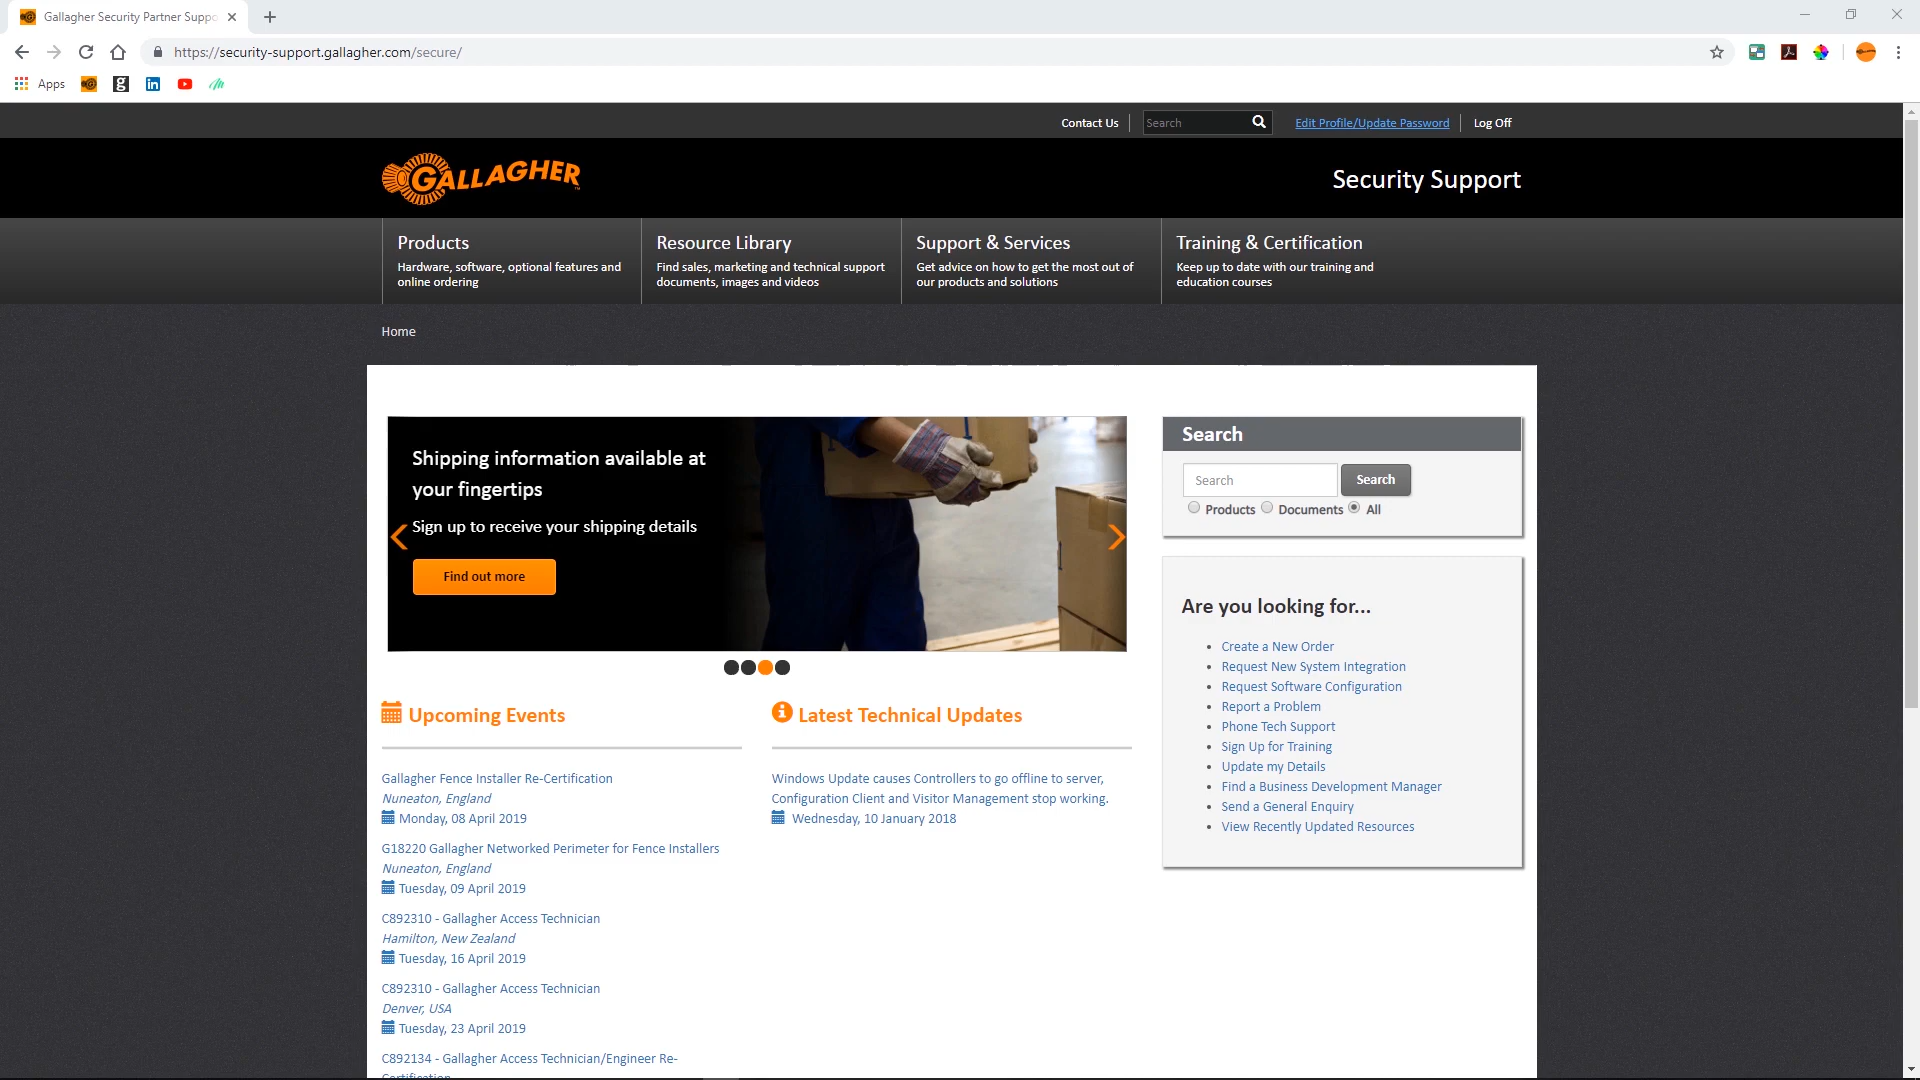 Gallagher Security Partner Suppo
https://security-support.gallagher.com/secure/
Apps
Contact Us
Search
Edit Profile/Update Password
Log Off
GALLAGHER
Security Support
Products
Hardware, software, optional features and
online ordering
Resource Library
Find sales, marketing and technical support
documents, images and videos
Support & Services
Get advice on how to get the most out of
our products and solutions
Training & Certification
Keep up to date with our training and
education courses
Home
Shipping information available at
your fingertips
Sign up to receive your shipping details
Find out more
Upcoming Events
Gallagher Fence Installer Re-Certification
Nuneaton, England
Monday, 08 April 2019
G18220 Gallagher Networked Perimeter for Fence Installers
Nuneaton, England
Tuesday, 09 April 2019
C892310 - Gallagher Access Technician
Hamilton, New Zealand
Tuesday, 16 April 2019
C892310 - Gallagher Access Technician
Denver, USA
Tuesday, 23 April 2019
C892134 - Gallagher Access Technician/Engineer Re-
Certification
Latest Technical Updates
Windows Update causes Controllers to go offline to server,
Configuration Client and Visitor Management stop working.
Wednesday, 10 January 2018
Search
Search
Search
Products Documents All
Are you looking for...
Create a New Order
Request New System Integration
Request Software Configuration
Report a Problem
Phone Tech Support
Sign Up for Training
Update my Details
Find a Business Development Manager
Send a General Enquiry
View Recently Updated Resources